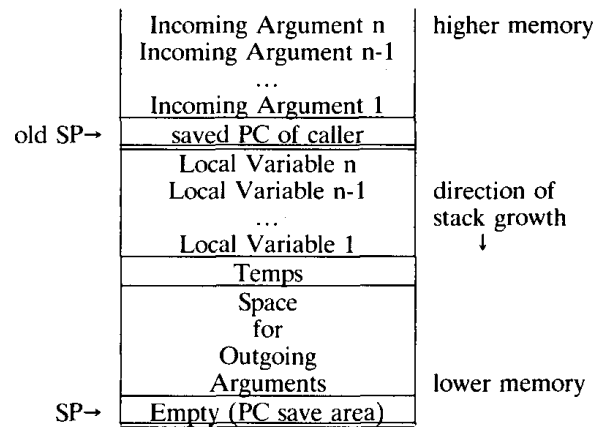 Incoming Argument n higher memory
Incoming Argument n-1
...
Incoming Argument 1
old SP→ saved PC of caller
Local Variable n
Local Variable n-1 direction of
... stack growth
Local Variable 1 ↓
Temps
Space
for
Outgoing
Arguments lower memory
SP→ Empty (PC save area)